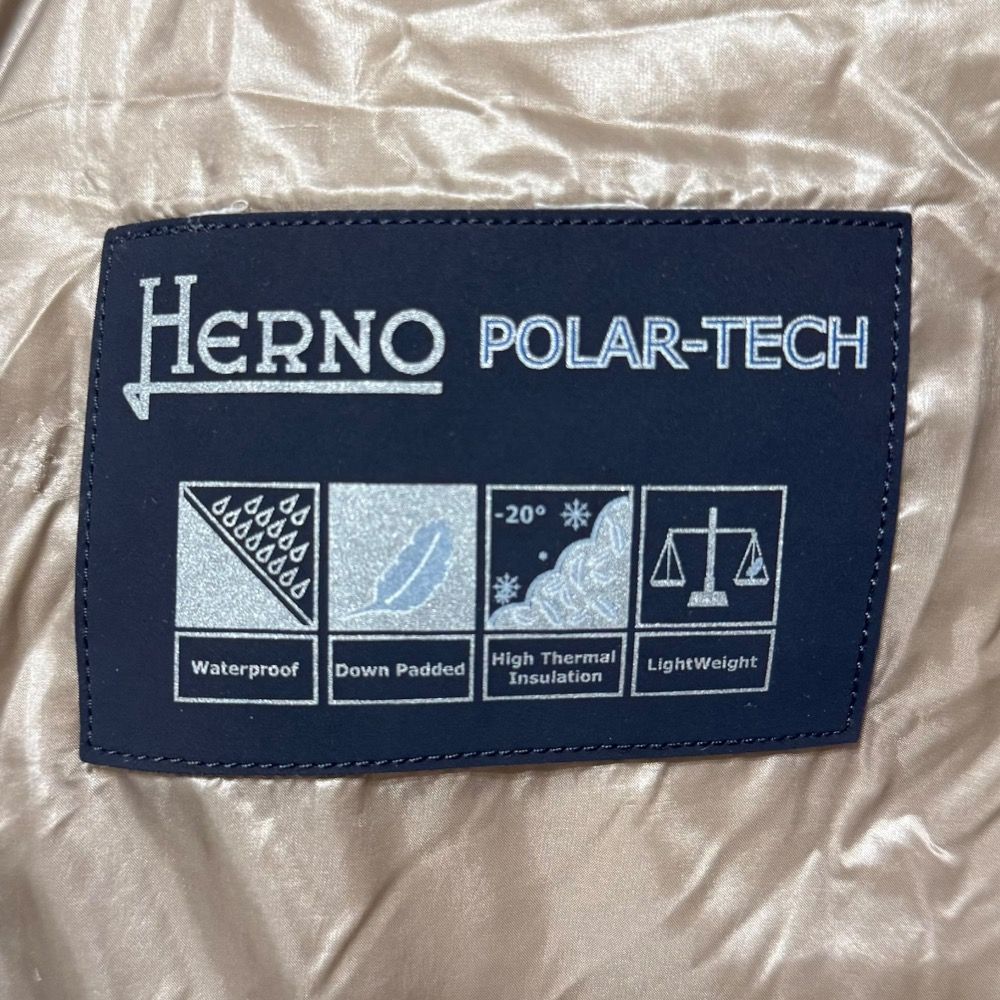 HERNO POLAR-TECH
-20°
Waterproof
Down Padded
High Thermal
Insulation
LightWeight